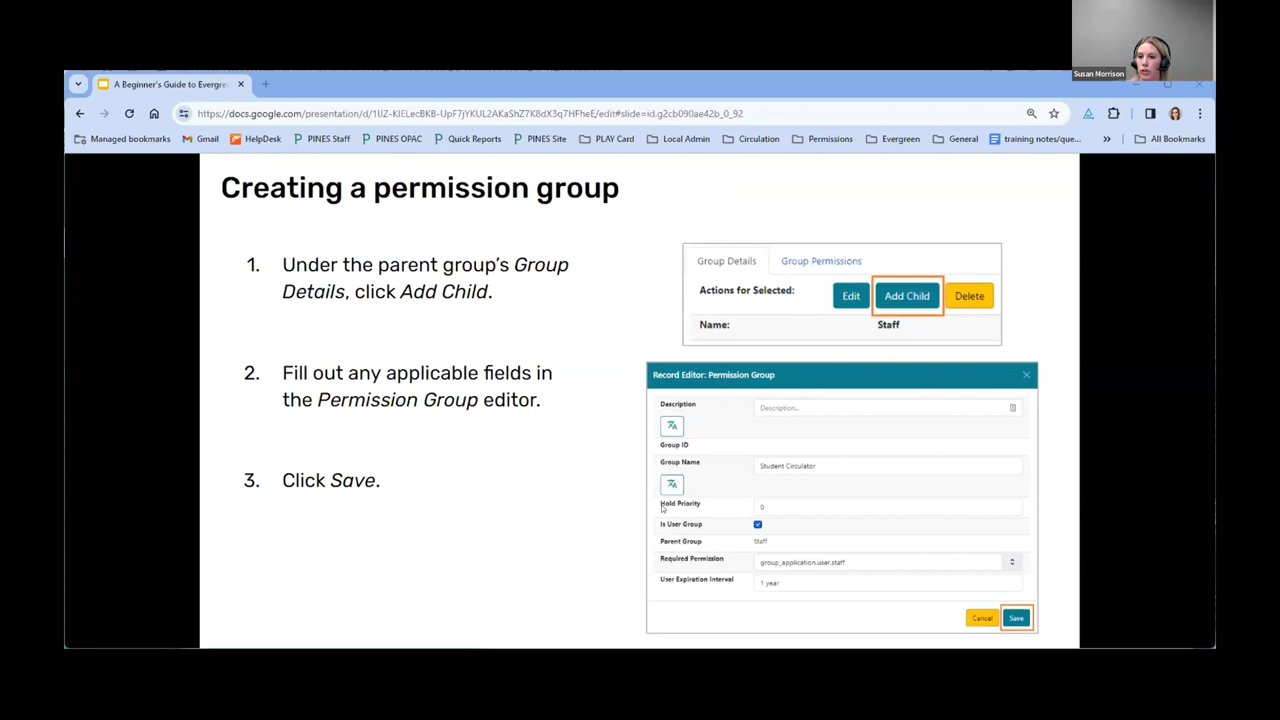 Susan Morrison
A Beginner's Guide to Evergre
https://docs.google.com/presentation/d/1IJZ-KIELecBKB-UpF7jYKUL2AKaShZ7K8dX3q7HFheE/edit#slide=id.g2cb090ae42b_0_92
Managed bookmarks Gmail HelpDesk PINES Staff PINES OPAC Quick Reports PINES Site PLAY Card Local Admin Circulation Permissions Evergreen General training notes/que... All Bookmarks
Creating a permission group
1. Under the parent group's Group
Details, click Add Child.
2. Fill out any applicable fields in
the Permission Group editor.
3. Click Save.
Group Details Group Permissions
Actions for Selected: Edit Add Child Delete
Name: Staff
Record Editor: Permission Group
Description Description...
Group ID
Group Name Student Circulator
Hold Priority 0
Is User Group
Parent Group Staff
Required Permission group_application.user.staff
User Expiration Interval 1 year
Cancel Save